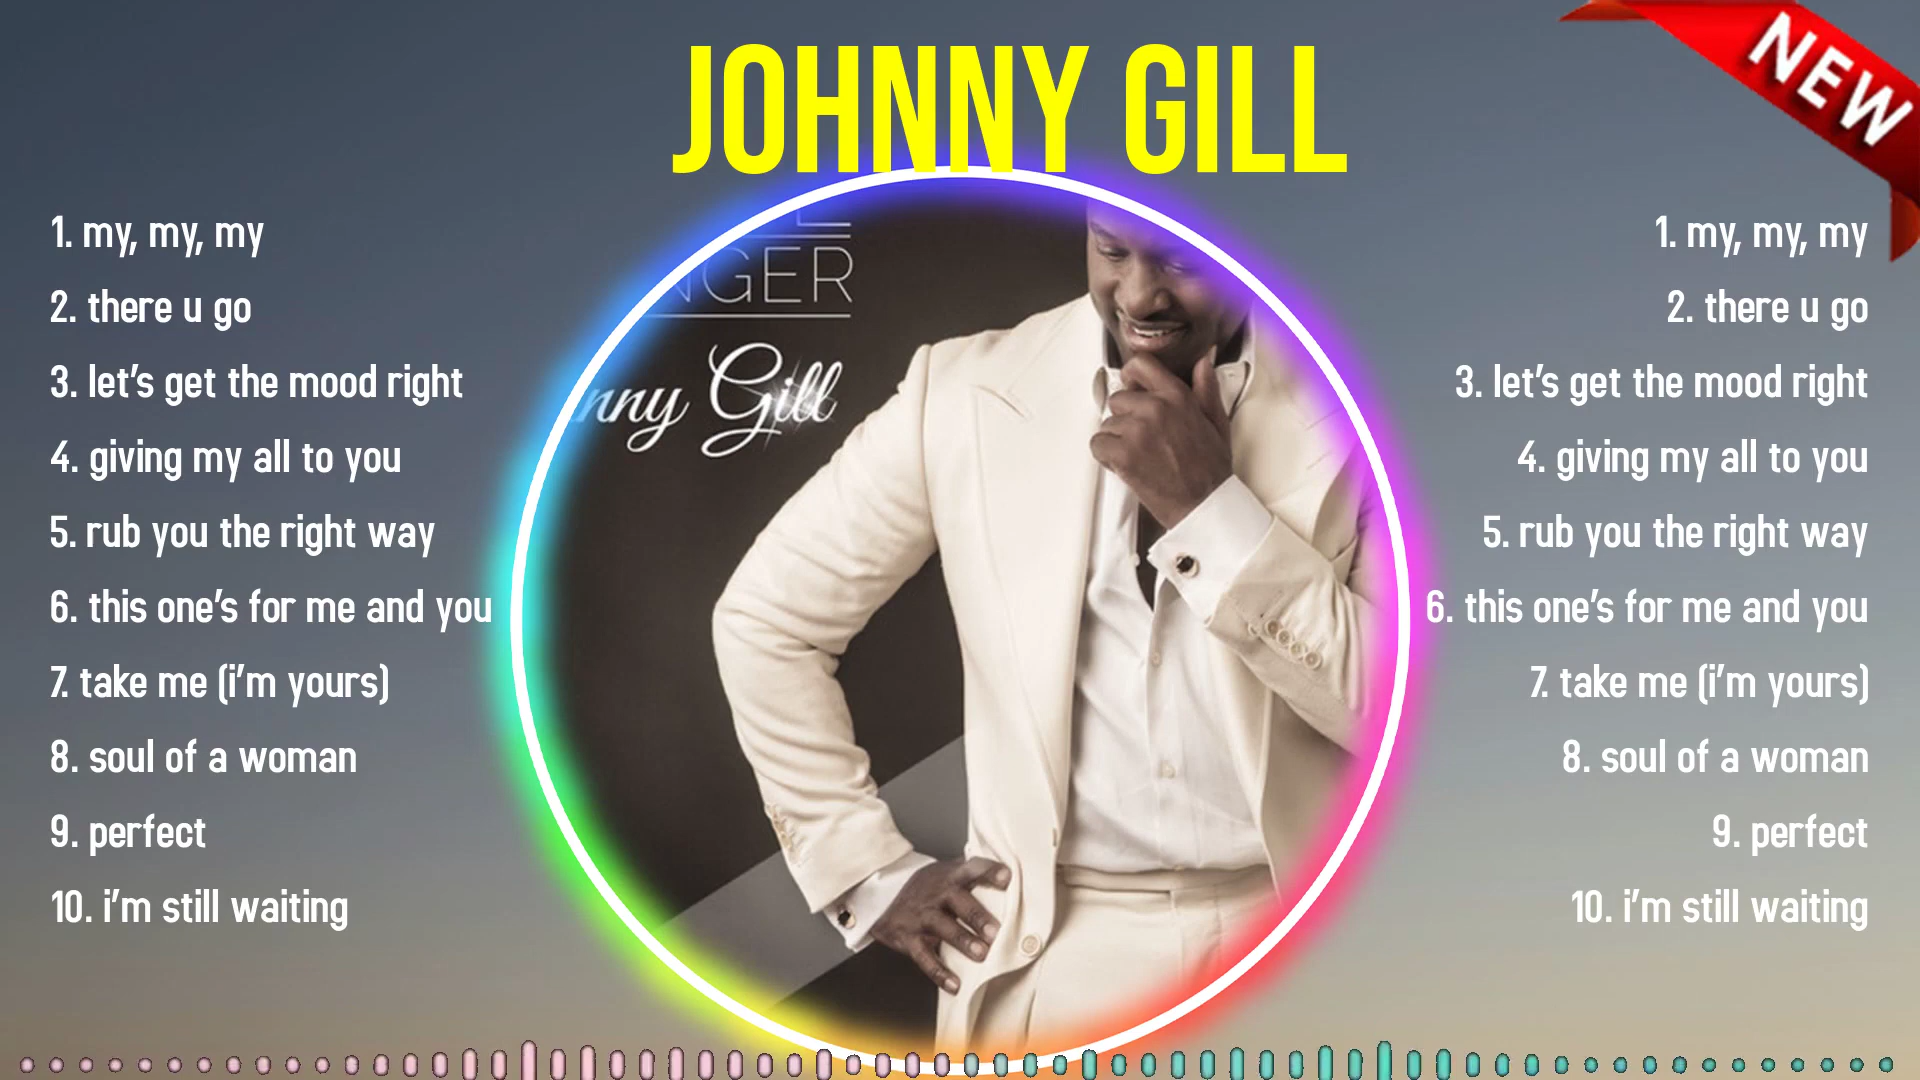 JOHNNY GILL
NEW
1. my, my, my
2. there u go
3. let's get the mood right
4. giving my all to you
5. rub you the right way
6. this one's for me and you
7. take me (i'm yours)
8. soul of a woman
9. perfect
10. i'm still waiting
NGER
nny Gill
1. my, my, my
2. there u go
3. let's get the mood right
4. giving my all to you
5. rub you the right way
6. this one's for me and you
7. take me (i'm yours)
8. soul of a woman
9. perfect
10. i'm still waiting